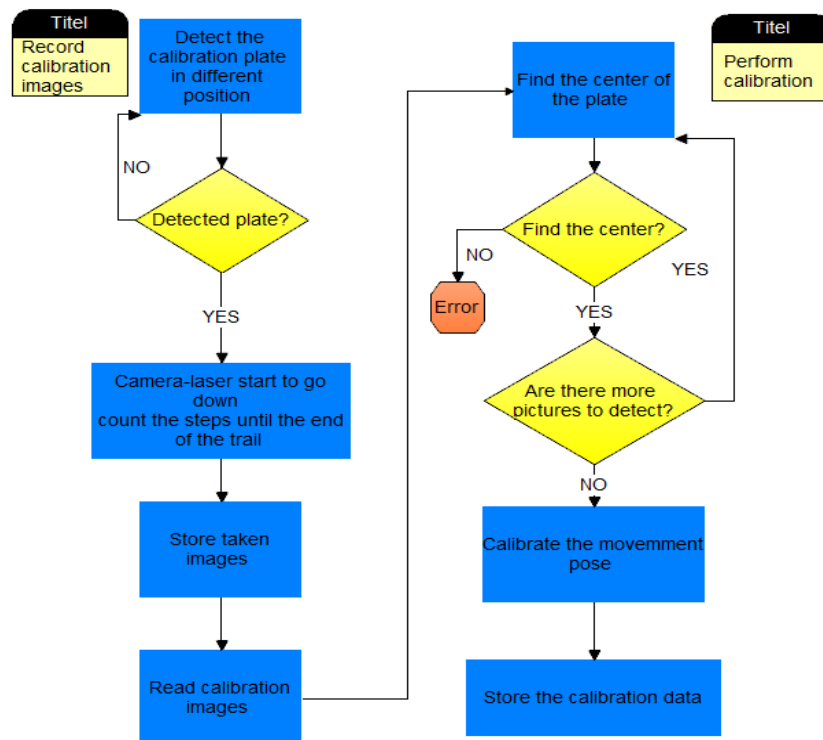 Titel
Record
calibration
images
Detect the
calibration plate
in different
position
NO
Detected plate?
YES
Camera-laser start to go
down
count the steps until the end
of the trail
Store taken
images
Read calibration
images
Titel
Perform
calibration
Find the center of
the plate
Find the center?
NO
Error
YES
YES
Are there more
pictures to detect?
NO
Calibrate the movemment
pose
Store the calibration data